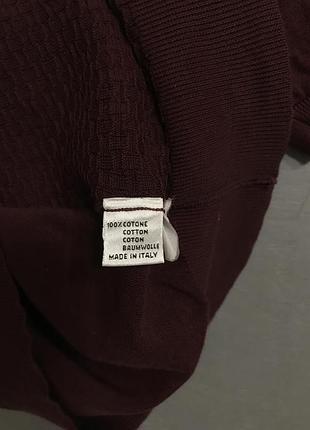 100% COTONE
COTTON
COTON
BAUMWOLLE
MADE IN ITALY